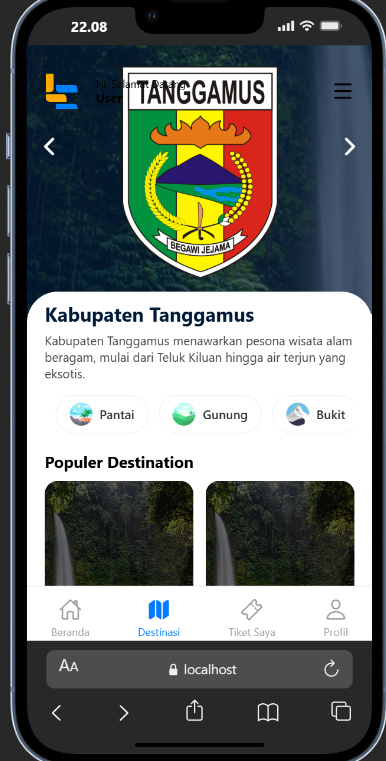 22.08
Hi, Selamat Datang
User
TANGGAMUS
BEGAWI JEJAMA
Kabupaten Tanggamus
Kabupaten Tanggamus menawarkan pesona wisata alam
beragam, mulai dari Teluk Kiluan hingga air terjun yang
eksotis.
Pantai Gunung Bukit
Populer Destination
Beranda Destinasi Tiket Saya Profil
AA localhost